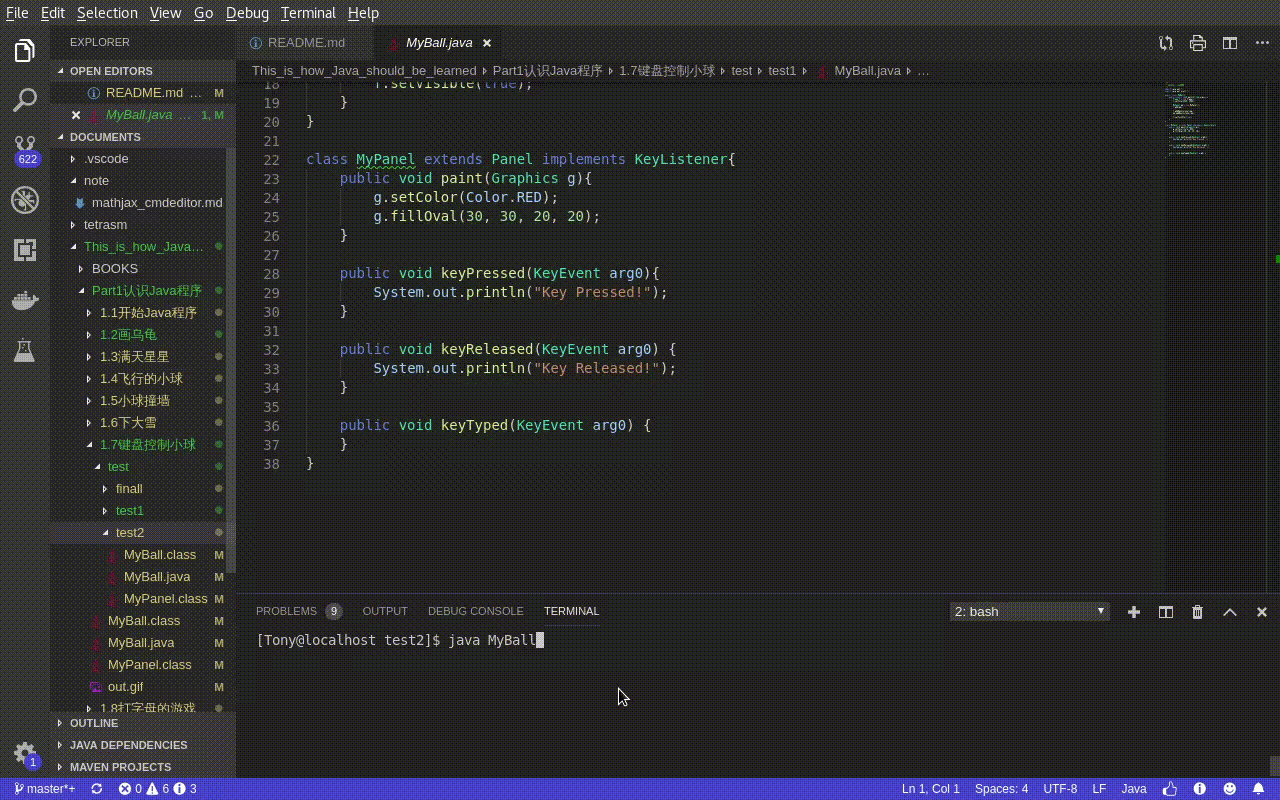 File Edit Selection View Go Debug Terminal Help
EXPLORER
OPEN EDITORS
README.md ... M
MyBall.java ... 1, M
DOCUMENTS
.vscode
note
mathjax_cmdeditor.md
tetrasm
This_is_how_Java...
BOOKS
Part1认识Java程序
1.1开始Java程序
1.2画乌龟
1.3满天星星
1.4飞行的小球
1.5小球撞墙
1.6下大雪
1.7键盘控制小球
test
finall
test1
test2
MyBall.class M
MyBall.java M
MyPanel.class M
MyBall.class M
MyBall.java M
MyPanel.class M
out.gif M
1.8打字母的游戏
OUTLINE
JAVA DEPENDENCIES
MAVEN PROJECTS
622
1
README.md MyBall.java
This_is_how_Java_should_be_learned Part1认识Java程序 1.7键盘控制小球 test test1 MyBall.java ...
18 f.setVisible(true);
19 }
20 }
21
22 class MyPanel extends Panel implements KeyListener{
23 public void paint(Graphics g){
24 g.setColor(Color.RED);
25 g.fillOval(30, 30, 20, 20);
26 }
27
28 public void keyPressed(KeyEvent arg0){
29 System.out.println("Key Pressed!");
30 }
31
32 public void keyReleased(KeyEvent arg0) {
33 System.out.println("Key Released!");
34 }
35
36 public void keyTyped(KeyEvent arg0) {
37 }
38 }
PROBLEMS 9 OUTPUT DEBUG CONSOLE TERMINAL 2: bash
[Tony@localhost test2]$ java MyBall
master*+ 0 6 3 Ln 1, Col 1 Spaces: 4 UTF-8 LF Java